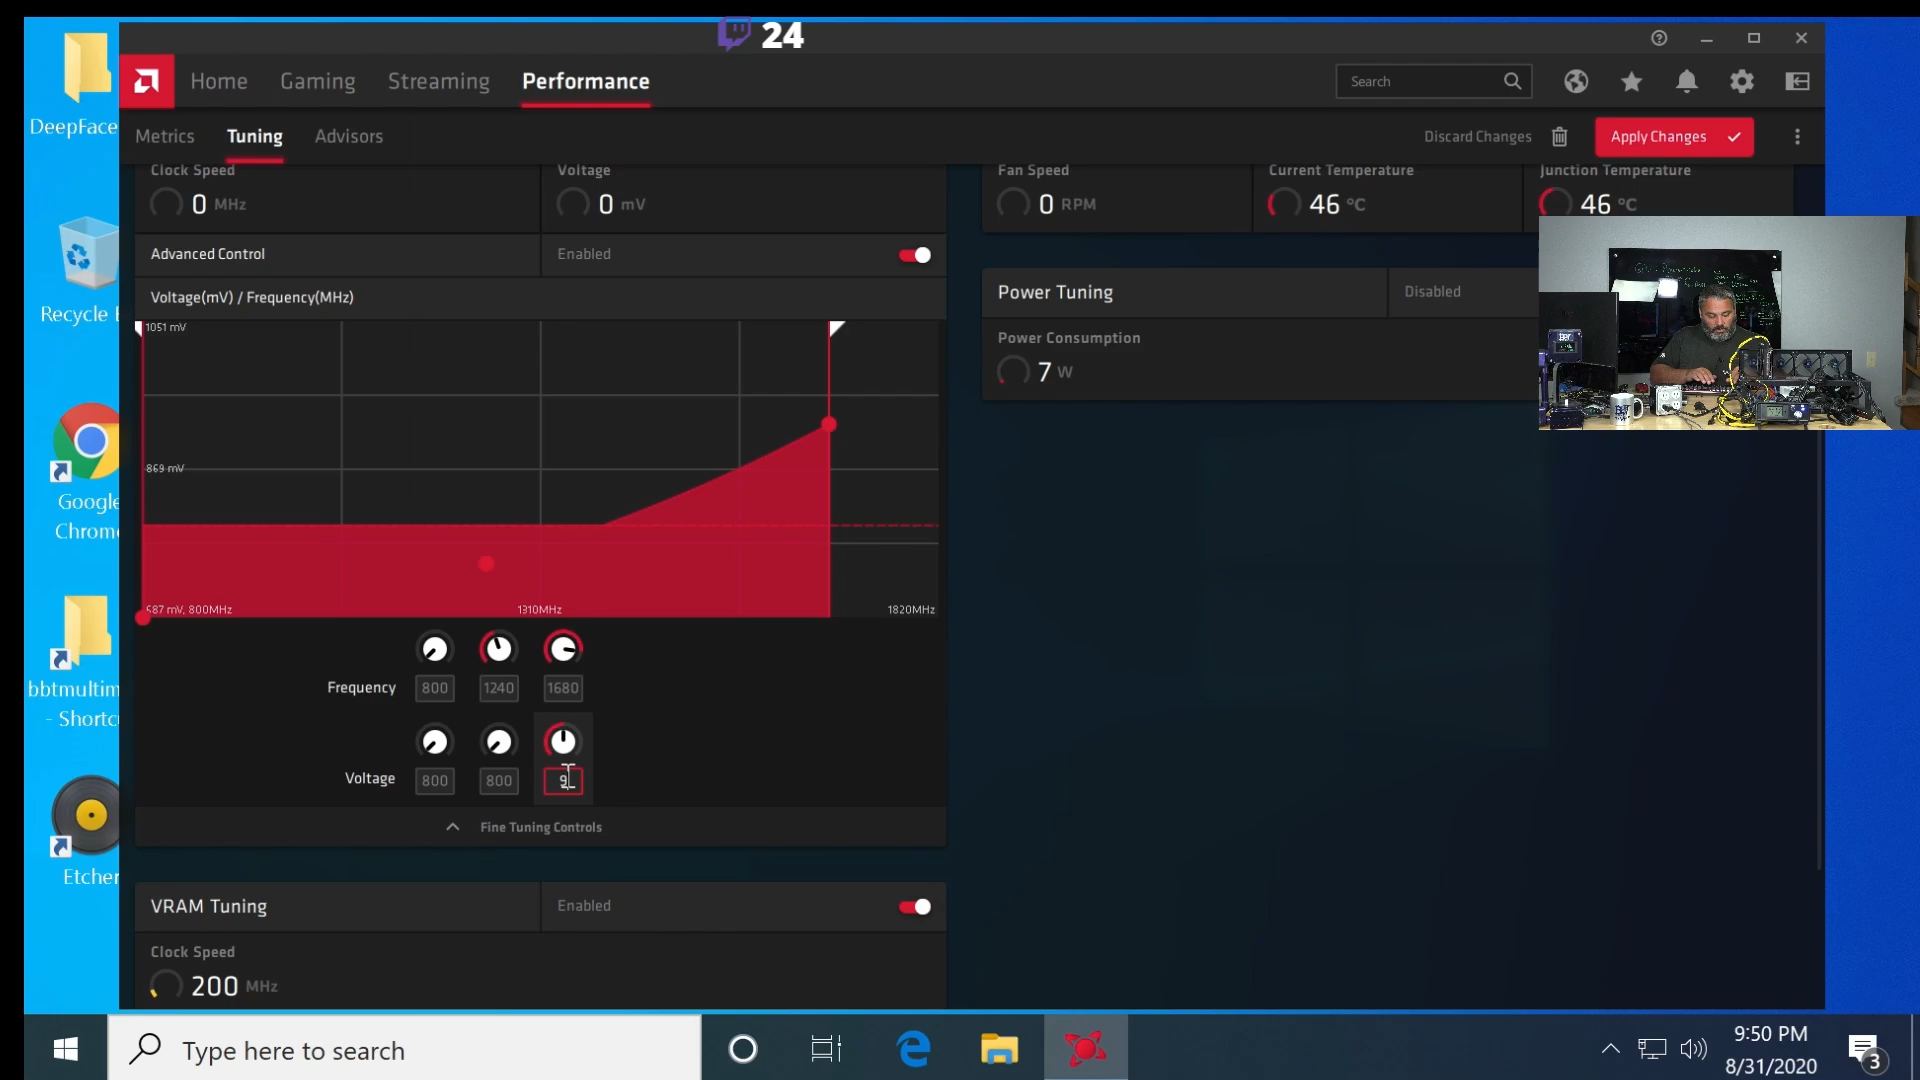 24
Home Gaming Streaming Performance
Search
Metrics Tuning Advisors
Discard Changes
Apply Changes
Clock Speed
0 MHz
Voltage
0 mV
Fan Speed
0 RPM
Current Temperature
46 °C
Junction Temperature
46 °C
Advanced Control
Enabled
Voltage(mV) / Frequency(MHz)
1051 mV
869 mV
687 mV, 800MHz
1310MHz
1820MHz
Frequency 800 1240 1680
Voltage 800 800 9
Fine Tuning Controls
VRAM Tuning
Enabled
Clock Speed
200 MHz
Power Tuning
Disabled
Power Consumption
7 W
DeepFace
Recycle
Google
Chrome
bbtmultim
- Shortc
Etcher
Type here to search
9:50 PM
8/31/2020
3